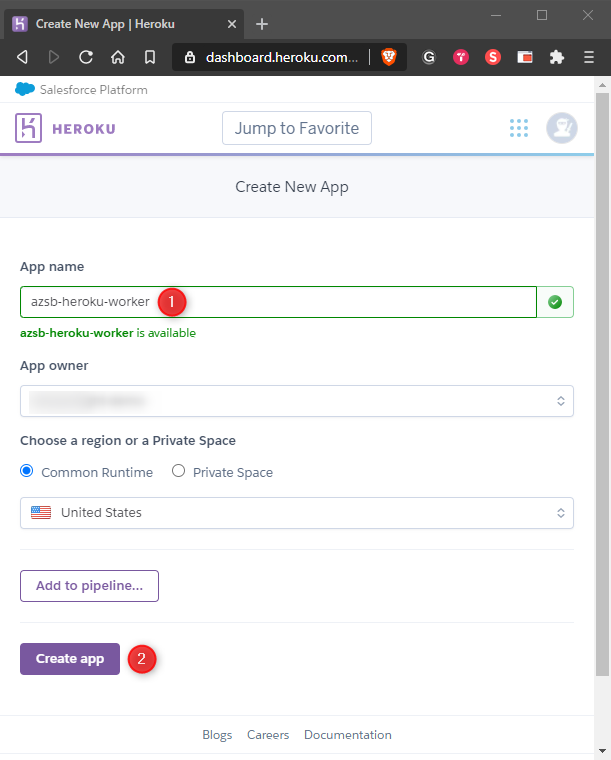 Create New App | Heroku
dashboard.heroku.com...
Salesforce Platform
HEROKU
Jump to Favorite
Create New App
App name
azsb-heroku-worker 1
azsb-heroku-worker is available
App owner
Choose a region or a Private Space
Common Runtime Private Space
United States
Add to pipeline...
Create app 2
Blogs Careers Documentation